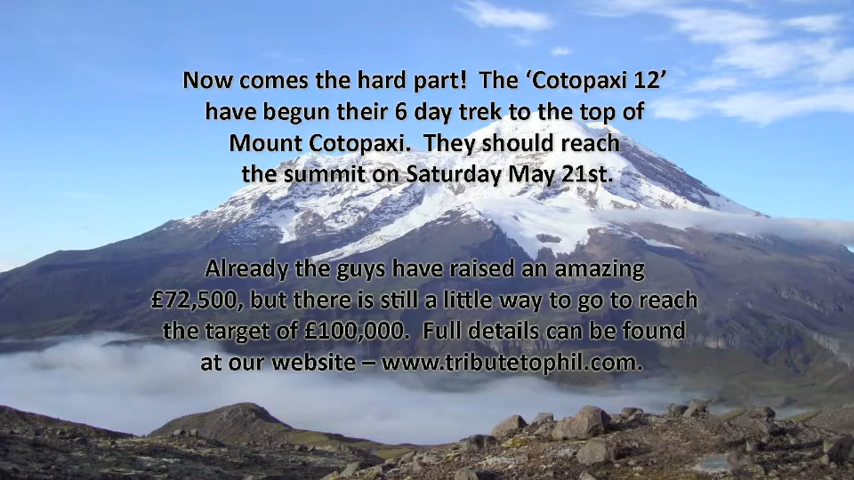 Now comes the hard part!  The ‘Cotopaxi 12’
have begun their 6 day trek to the top of
Mount Cotopaxi.  They should reach
the summit on Saturday May 21st.
Already the guys have raised an amazing
£72,500, but there is still a little way to go to reach
the target of £100,000.  Full details can be found
at our website – www.tributetophil.com.